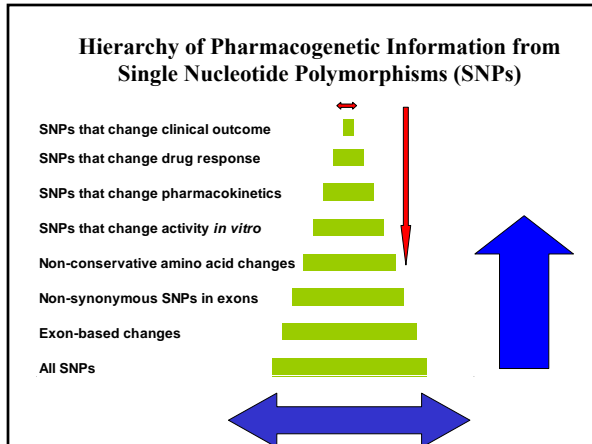 Hierarchy of Pharmacogenetic Information from
Single Nucleotide Polymorphisms (SNPs)
SNPs that change clinical outcome
SNPs that change drug response
SNPs that change pharmacokinetics
SNPs that change activity in vitro
Non-conservative amino acid changes
Non-synonymous SNPs in exons
Exon-based changes
All SNPs